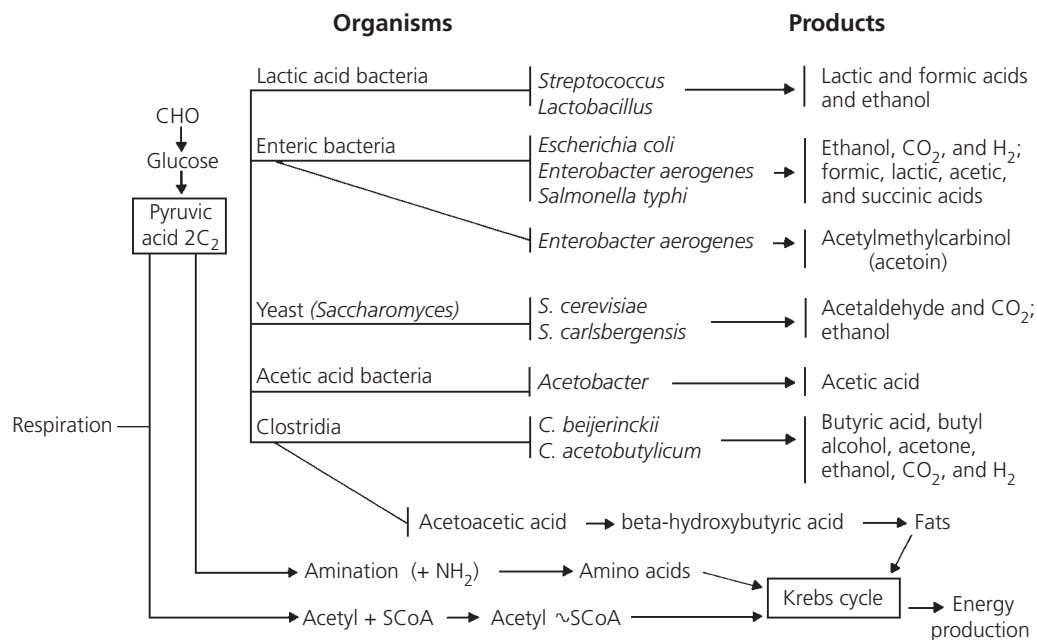 Organisms
Products
CHO
Glucose
Pyruvic
acid 2C₂
Respiration
Lactic acid bacteria
Streptococcus
Lactobacillus
Lactic and formic acids
and ethanol
Enteric bacteria
Escherichia coli
Enterobacter aerogenes
Salmonella typhi
Ethanol, CO₂, and H₂;
formic, lactic, acetic,
and succinic acids
Enterobacter aerogenes
Acetylmethylcarbinol
(acetoin)
Yeast (Saccharomyces)
S. cerevisiae
S. carlsbergensis
Acetaldehyde and CO₂;
ethanol
Acetic acid bacteria
Acetobacter
Acetic acid
Clostridia
C. beijerinckii
C. acetobutylicum
Butyric acid, butyl
alcohol, acetone,
ethanol, CO₂, and H₂
Acetoacetic acid
beta-hydroxybutyric acid
Fats
Amination (+ NH₂)
Amino acids
Krebs cycle
Energy
production
Acetyl + SCoA
Acetyl ~SCoA